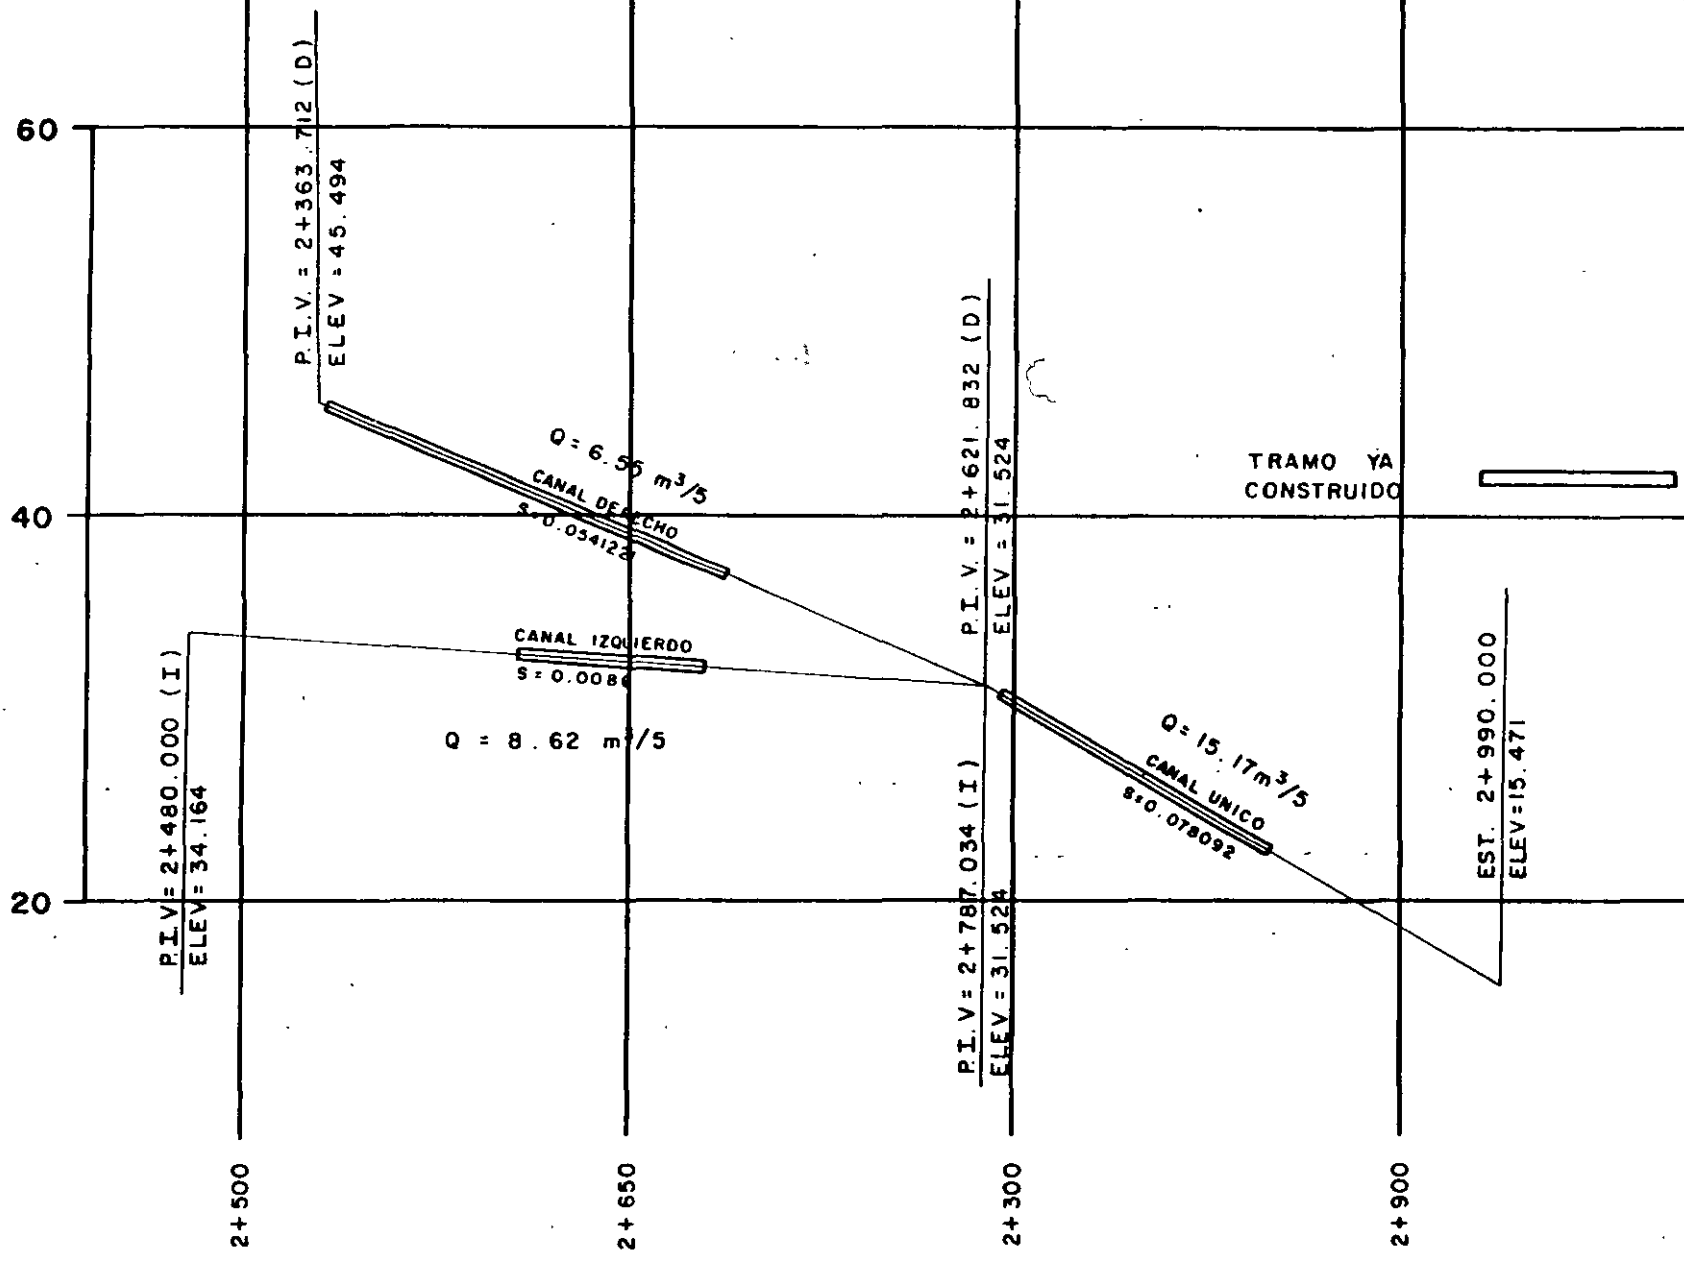 60
40
20
P.I.V. = 2+363.712 (D)
ELEV = 45.494
Q = 6.55 m³/5
CANAL DERECHO
S=0.054122
P.I.V. = 2+621.832 (D)
ELEV = 31.524
TRAMO YA
CONSTRUIDO
CANAL IZQUIERDO
S = 0.0086
Q = 8.62 m³/5
P.I.V = 2+480.000 (I)
ELEV = 34.164
Q = 15.17 m³/5
CANAL UNICO
S=0.078092
P.I.V = 2+787.034 (I)
ELEV = 31.524
EST. 2+990.000
ELEV = 15.471
2+500
2+650
2+300
2+900